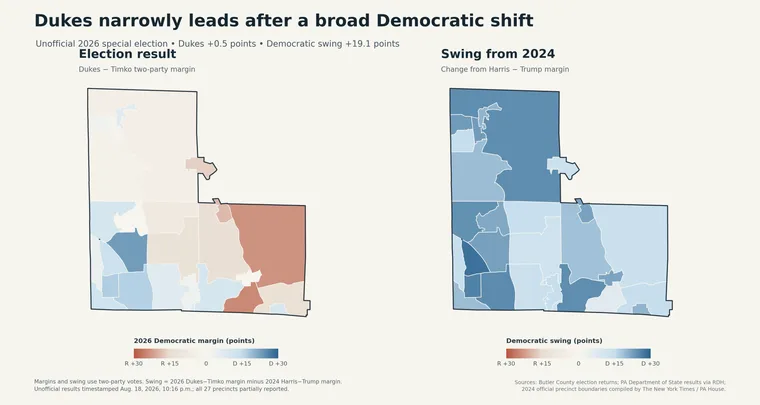 Dukes narrowly leads after a broad Democratic shift
Unofficial 2026 special election • Dukes +0.5 points • Democratic swing +19.1 points
Election result
Dukes − Timko two-party margin
Swing from 2024
Change from Harris − Trump margin
2026 Democratic margin (points)
R +30 R +15 0 D +15 D +30
Democratic swing (points)
R +30 R +15 0 D +15 D +30
Margins and swing use two-party votes. Swing = 2026 Dukes−Timko margin minus 2024 Harris−Trump margin.
Unofficial results timestamped Aug. 18, 2026, 10:16 p.m.; all 27 precincts partially reported.
Sources: Butler County election returns; PA Department of State results via RDH,
2024 official precinct boundaries compiled by The New York Times / PA House.